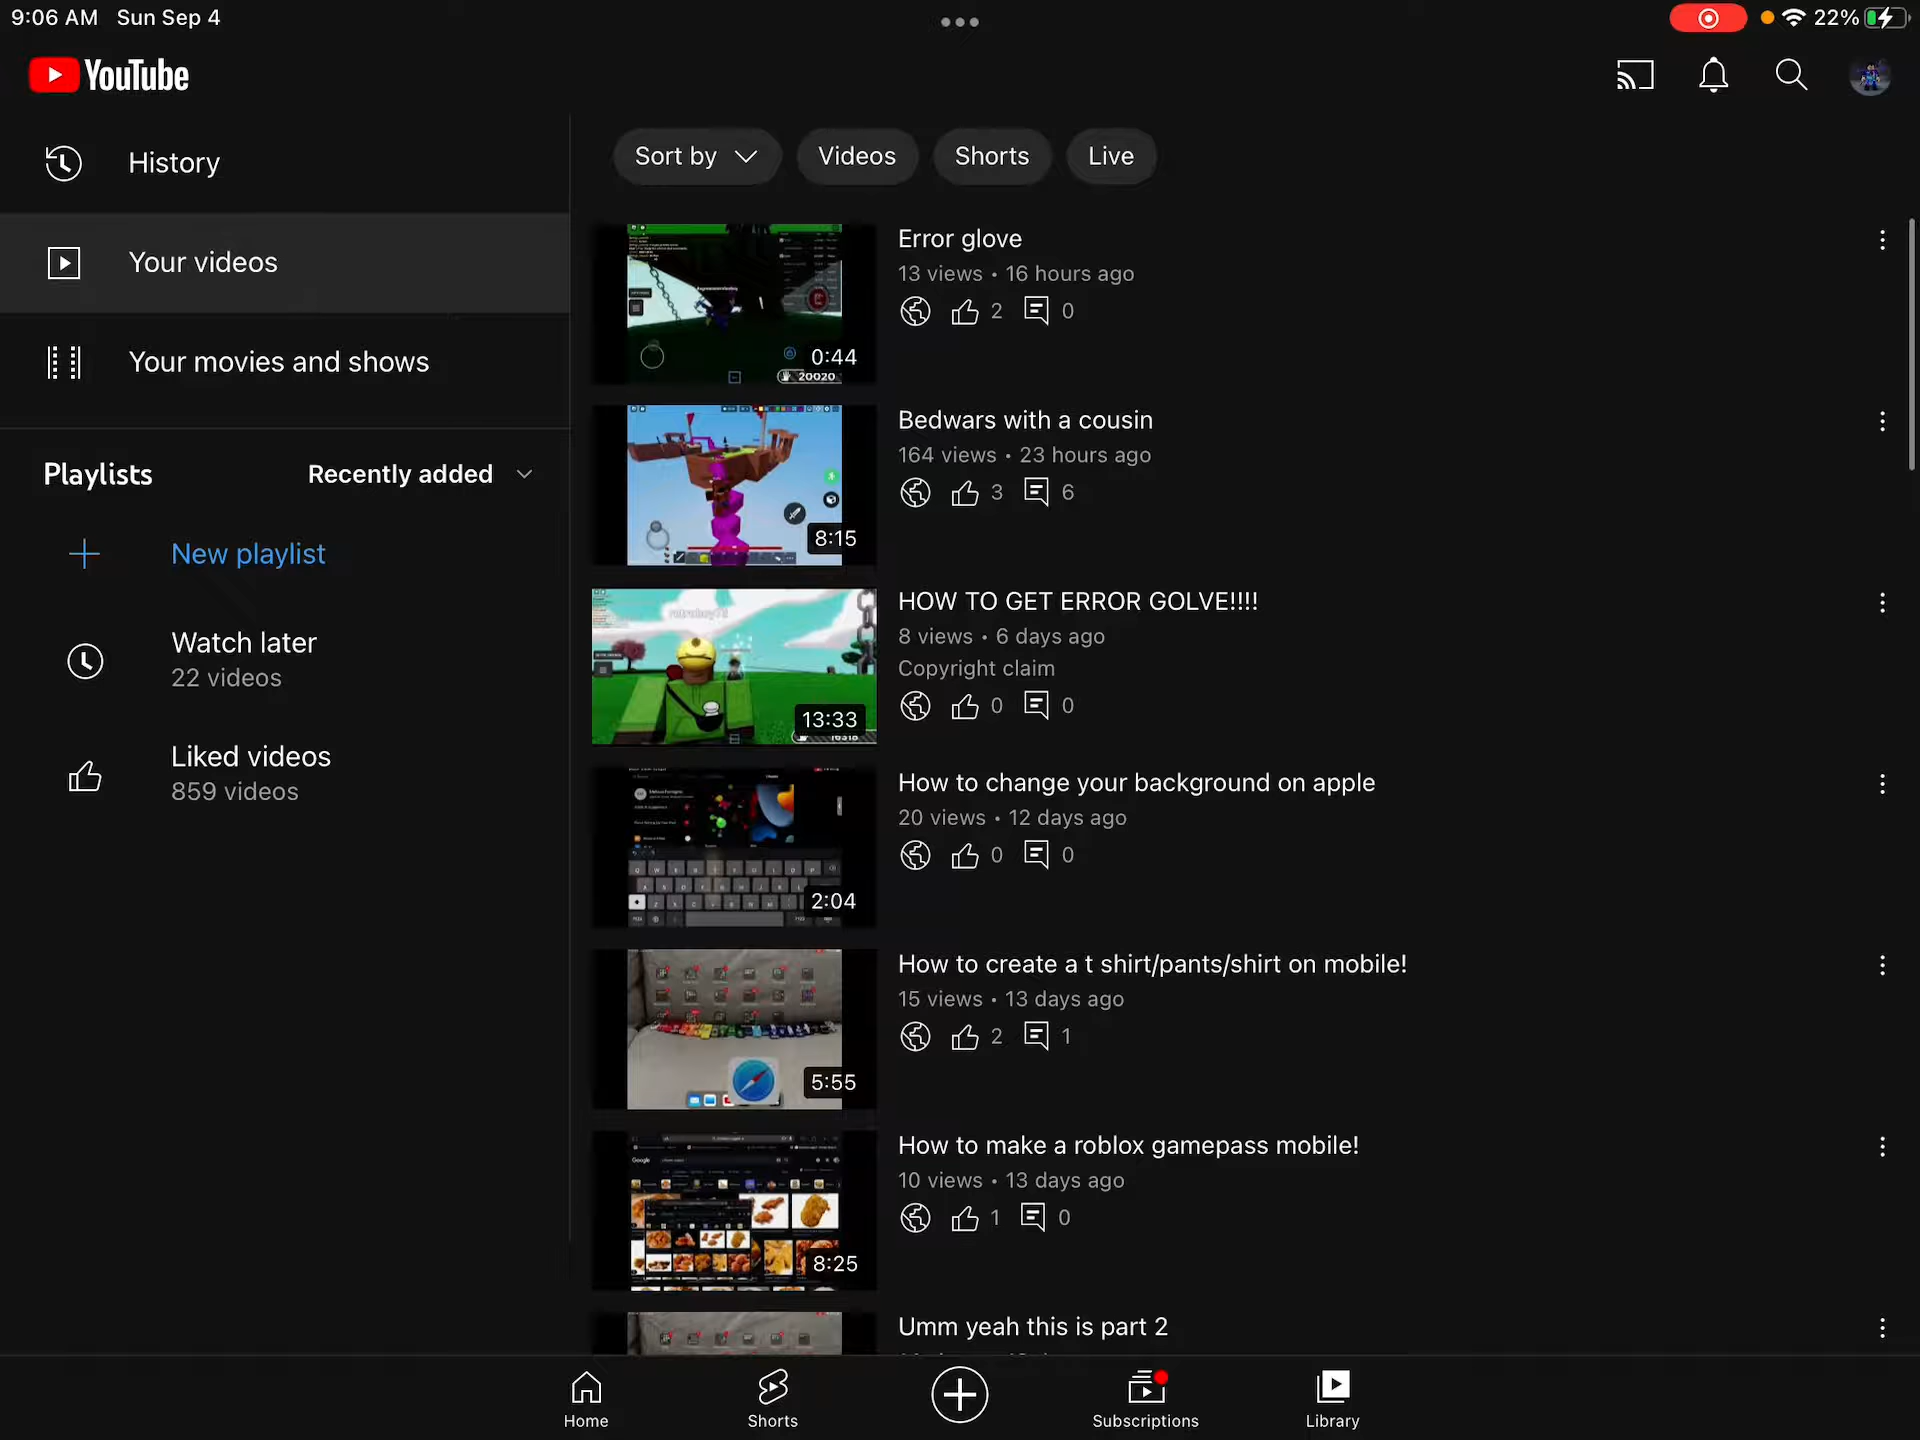 9:06 AM Sun Sep 4
22%
YouTube
History
Your videos
Your movies and shows
Playlists
Recently added
New playlist
Watch later
22 videos
Liked videos
859 videos
Sort by
Videos
Shorts
Live
0:44
20020
Error glove
13 views • 16 hours ago
2
0
8:15
Bedwars with a cousin
164 views • 23 hours ago
3
6
13:33
HOW TO GET ERROR GOLVE!!!!
8 views • 6 days ago
Copyright claim
0
0
2:04
How to change your background on apple
20 views • 12 days ago
0
0
5:55
How to create a t shirt/pants/shirt on mobile!
15 views • 13 days ago
2
1
Google
8:25
How to make a roblox gamepass mobile!
10 views • 13 days ago
1
0
Umm yeah this is part 2
Home
Shorts
Subscriptions
Library